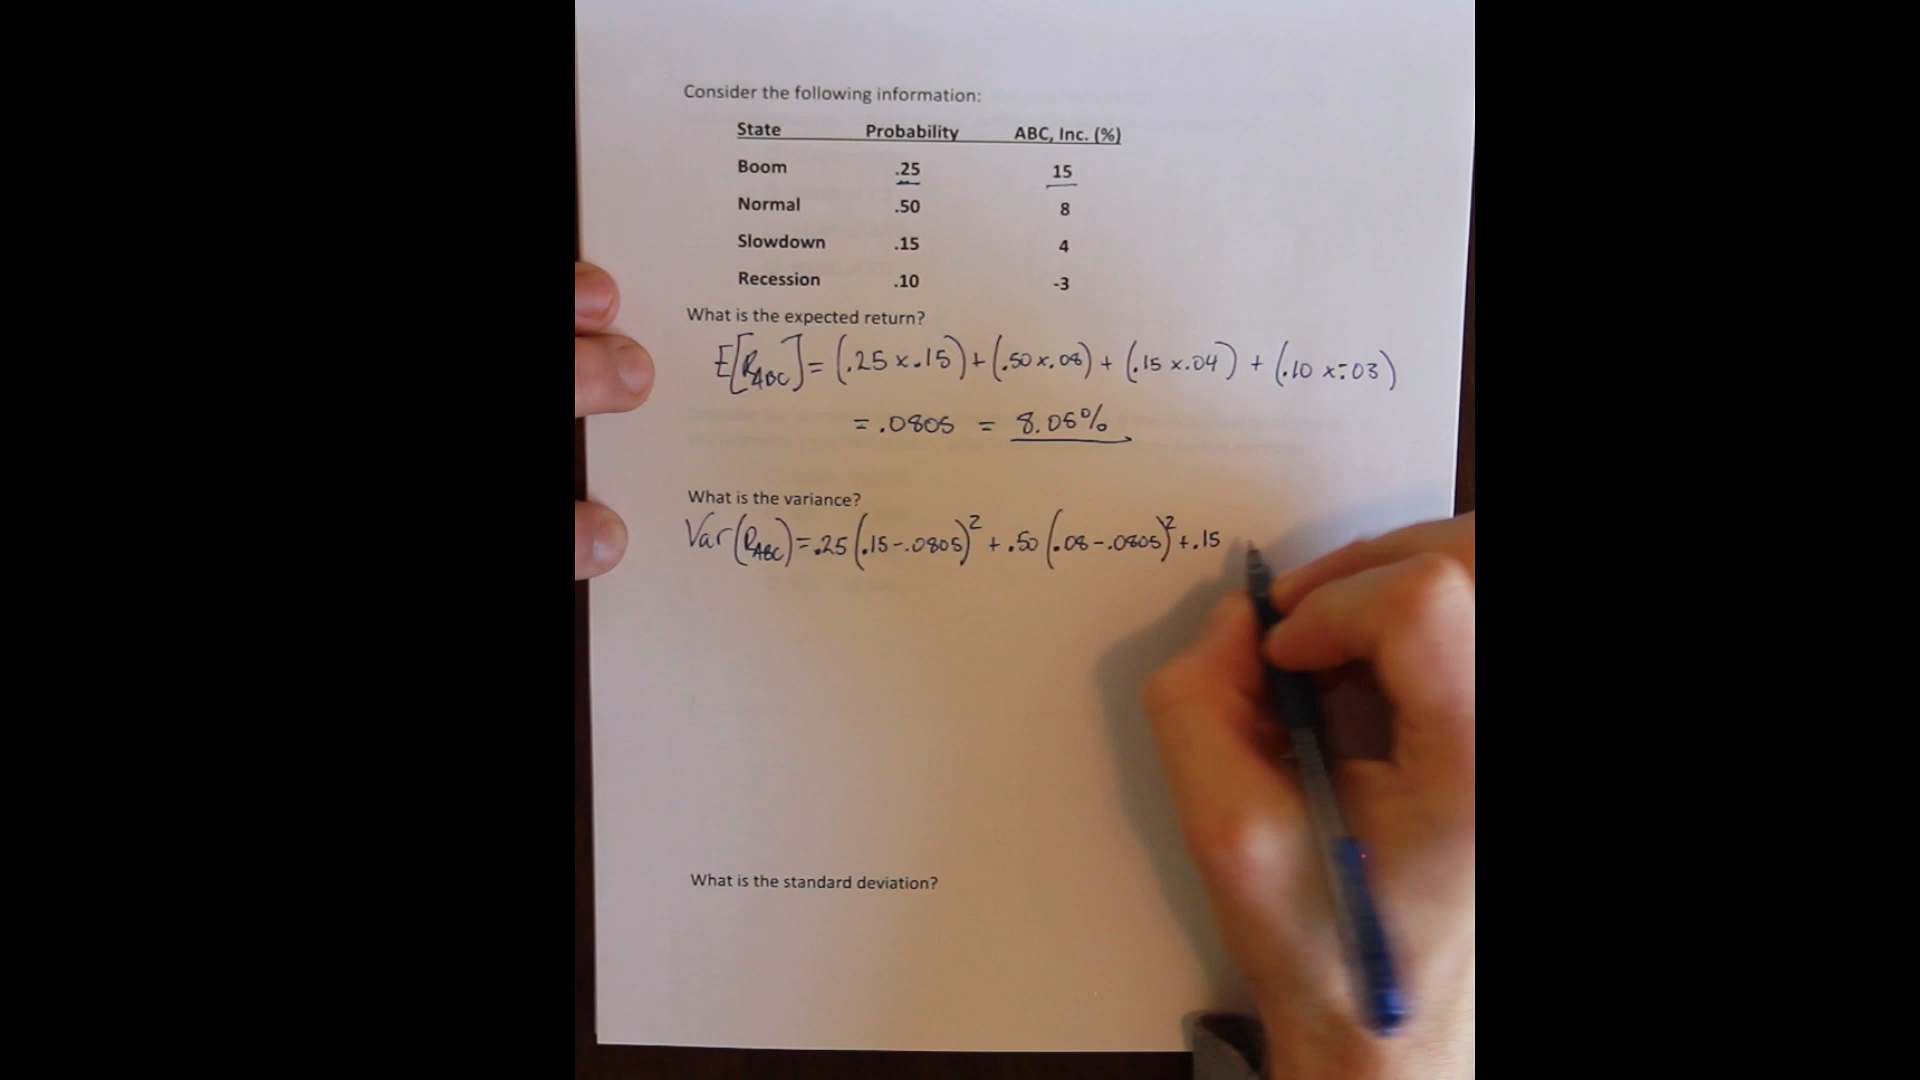 Consider the following information:
State Probability ABC, Inc. (%)
Boom .25 15
Normal .50 8
Slowdown .15 4
Recession .10 -3
What is the expected return?
E[R_ABC] = (.25 x .15) + (.50 x .08) + (.15 x .04) + (.10 x -.03)
= .0805 = 8.05%
What is the variance?
Var(R_ABC) = .25 (.15 - .0805)² + .50 (.08 - .0805)² + .15
What is the standard deviation?